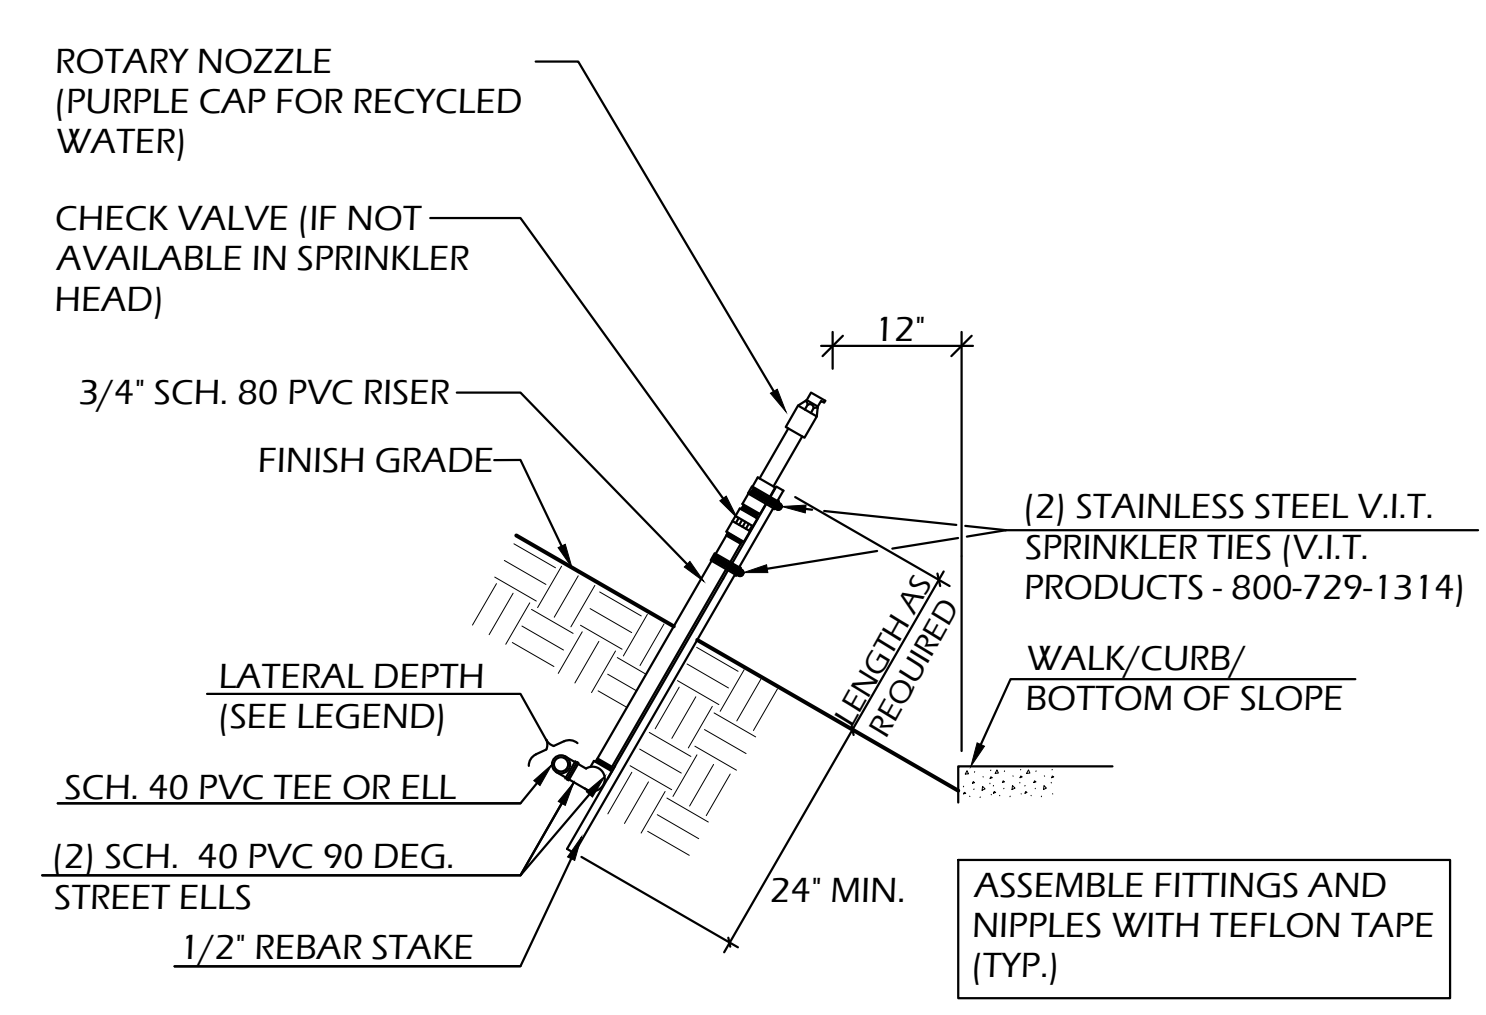 ROTARY NOZZLE
(PURPLE CAP FOR RECYCLED
WATER)
CHECK VALVE (IF NOT
AVAILABLE IN SPRINKLER
HEAD)
12"
3/4" SCH. 80 PVC RISER
FINISH GRADE
(2) STAINLESS STEEL V.I.T.
SPRINKLER TIES (V.I.T.
PRODUCTS - 800-729-1314)
LENGTH AS
REQUIRED
WALK/CURB/
BOTTOM OF SLOPE
LATERAL DEPTH
(SEE LEGEND)
SCH. 40 PVC TEE OR ELL
(2) SCH. 40 PVC 90 DEG.
STREET ELLS
24" MIN.
1/2" REBAR STAKE
ASSEMBLE FITTINGS AND
NIPPLES WITH TEFLON TAPE
(TYP.)